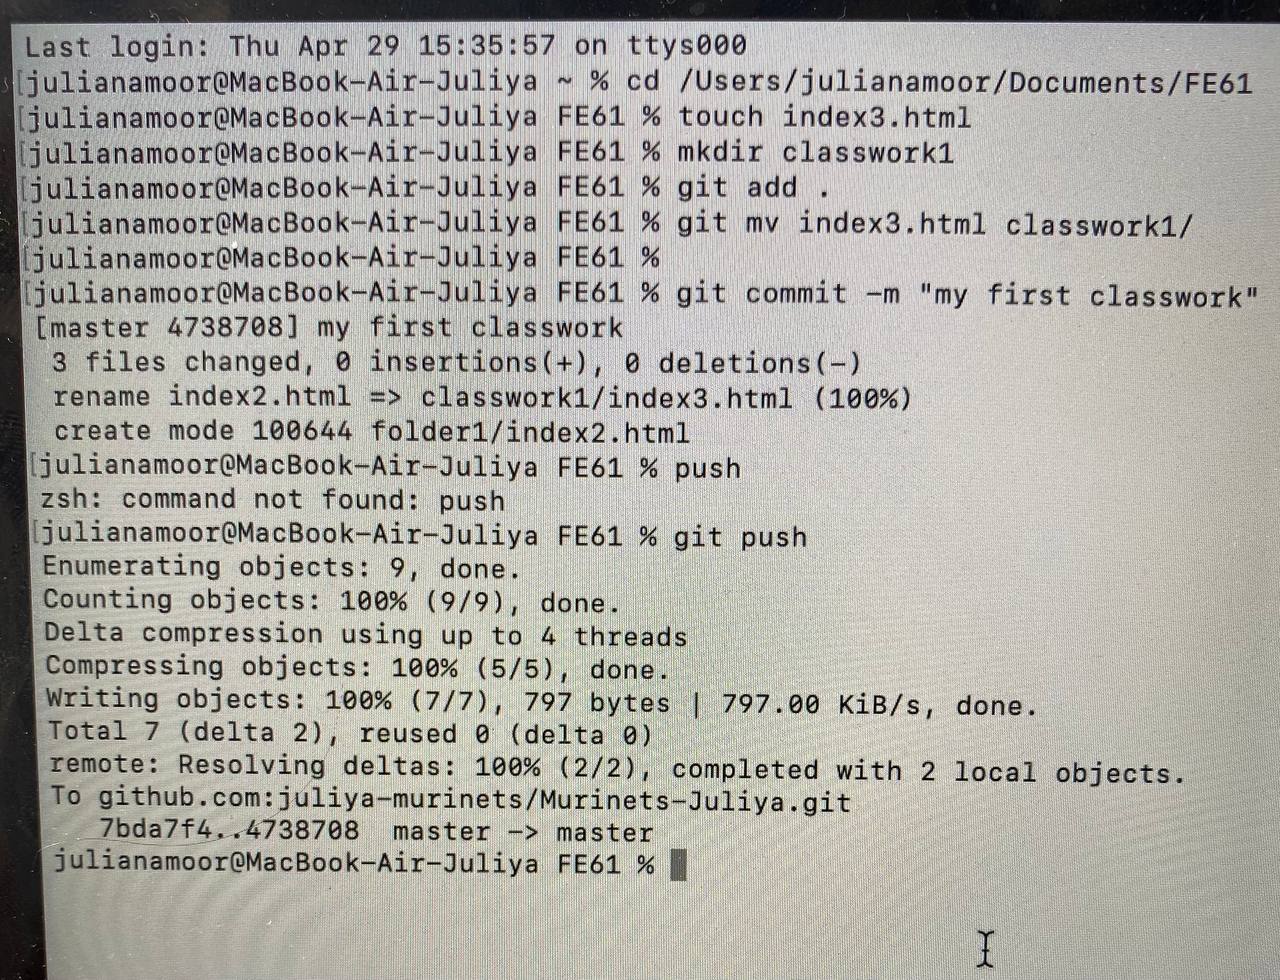 Last login: Thu Apr 29 15:35:57 on ttys000
[julianamoor@MacBook-Air-Juliya ~ % cd /Users/julianamoor/Documents/FE61
[julianamoor@MacBook-Air-Juliya FE61 % touch index3.html
[julianamoor@MacBook-Air-Juliya FE61 % mkdir classwork1
[julianamoor@MacBook-Air-Juliya FE61 % git add .
[julianamoor@MacBook-Air-Juliya FE61 % git mv index3.html classwork1/
[julianamoor@MacBook-Air-Juliya FE61 %
[julianamoor@MacBook-Air-Juliya FE61 % git commit -m "my first classwork"
[master 4738708] my first classwork
 3 files changed, 0 insertions(+), 0 deletions(-)
 rename index2.html => classwork1/index3.html (100%)
 create mode 100644 folder1/index2.html
[julianamoor@MacBook-Air-Juliya FE61 % push
zsh: command not found: push
[julianamoor@MacBook-Air-Juliya FE61 % git push
Enumerating objects: 9, done.
Counting objects: 100% (9/9), done.
Delta compression using up to 4 threads
Compressing objects: 100% (5/5), done.
Writing objects: 100% (7/7), 797 bytes | 797.00 KiB/s, done.
Total 7 (delta 2), reused 0 (delta 0)
remote: Resolving deltas: 100% (2/2), completed with 2 local objects.
To github.com:juliya-murinets/Murinets-Juliya.git
   7bda7f4..4738708  master -> master
julianamoor@MacBook-Air-Juliya FE61 %